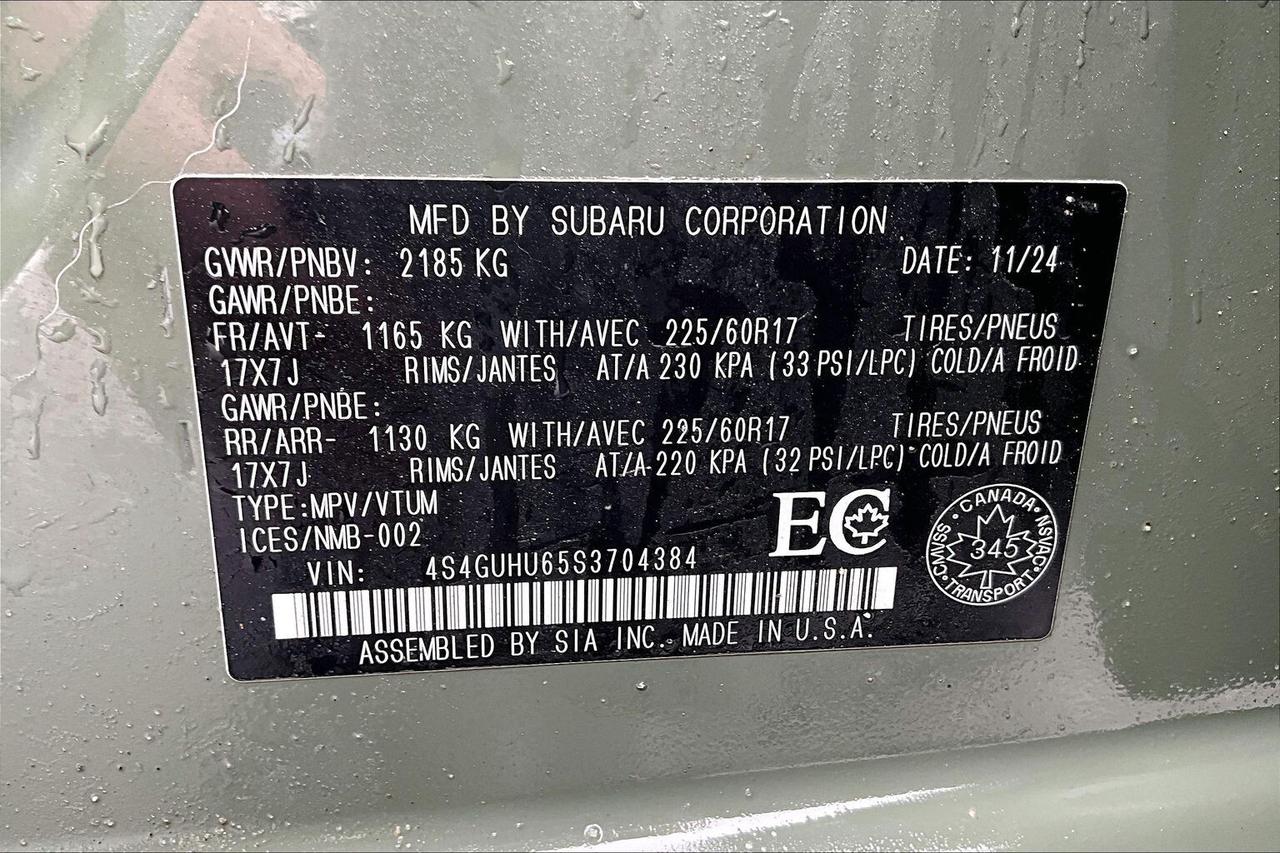 MFD BY SUBARU CORPORATION
GVWR/PNBV: 2185 KG DATE: 11/24
GAWR/PNBE:
FR/AVT- 1165 KG WITH/AVEC 225/60R17 TIRES/PNEUS
17X7J RIMS/JANTES AT/A 230 KPA (33 PSI/LPC) COLD/A FROID
GAWR/PNBE:
RR/ARR- 1130 KG WITH/AVEC 225/60R17 TIRES/PNEUS
17X7J RIMS/JANTES AT/A 220 KPA (32 PSI/LPC) COLD/A FROID
TYPE:MPV/VTUM
ICES/NMB-002
EC
CANADA · NSVAC · TRANSPORT · CMVSS ·
345
VIN: 4S4GUHU65S3704384
ASSEMBLED BY SIA INC. MADE IN U.S.A.